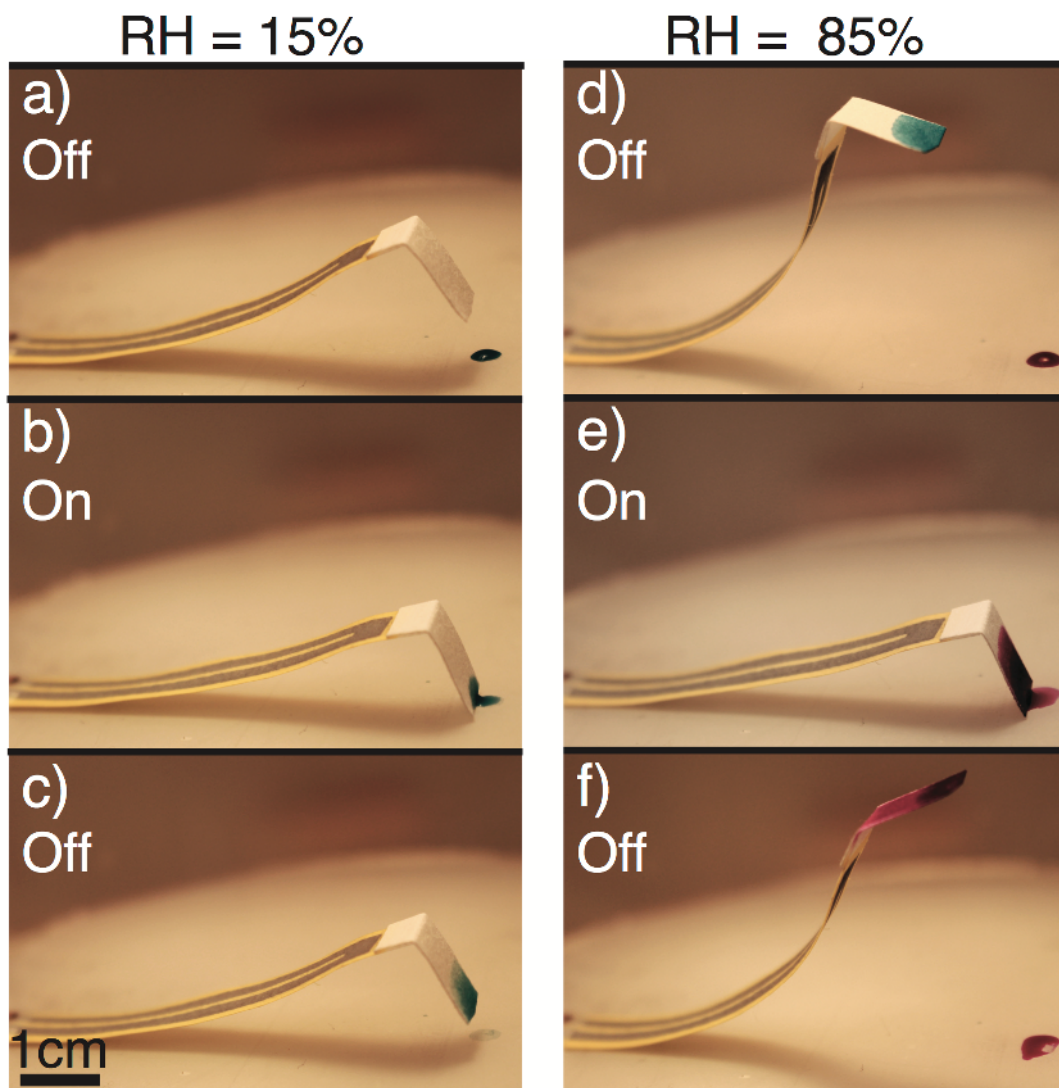 RH = 15%
a)
Off
b)
On
c)
Off
1cm
RH = 85%
d)
Off
e)
On
f)
Off